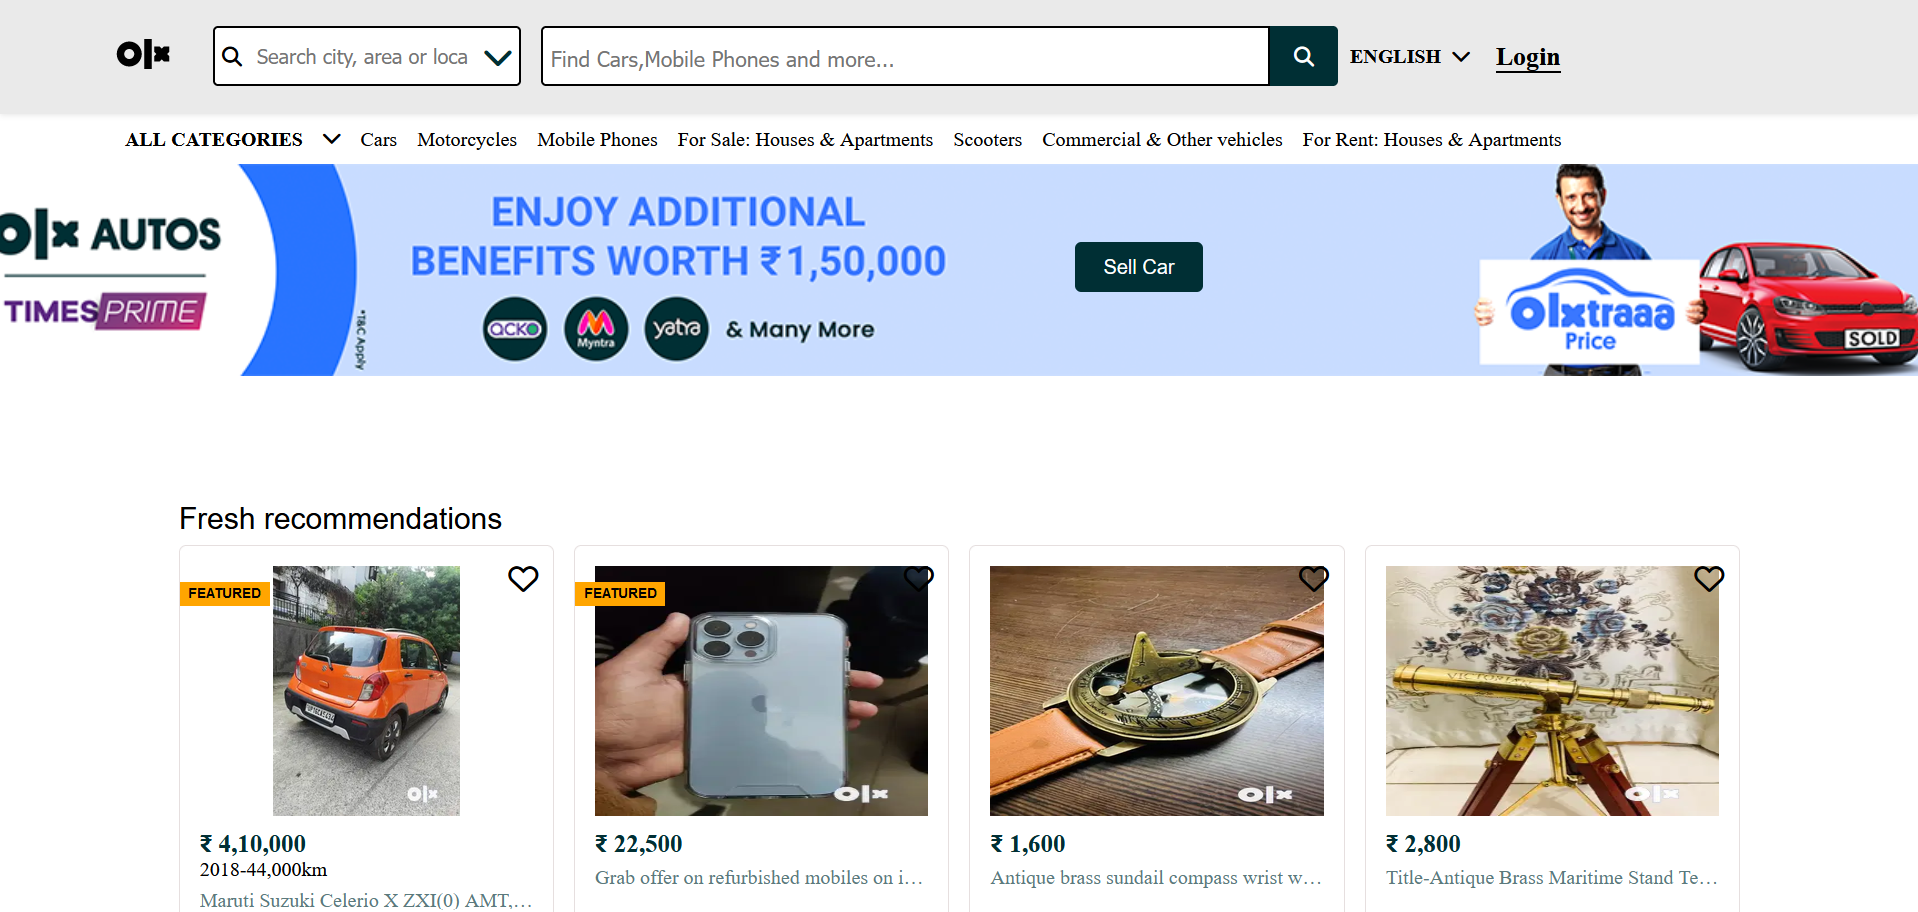 olx
Search city, area or loca
Find Cars,Mobile Phones and more...
ENGLISH
Login
ALL CATEGORIES
Cars
Motorcycles
Mobile Phones
For Sale: Houses & Apartments
Scooters
Commercial & Other vehicles
For Rent: Houses & Apartments
olx AUTOS
TIMES PRIME
*T&C Apply
ENJOY ADDITIONAL
BENEFITS WORTH ₹1,50,000
acko
Myntra
yatra
& Many More
Sell Car
olxtraaa
Price
SOLD
Fresh recommendations
FEATURED
olx
₹ 4,10,000
2018-44,000km
Maruti Suzuki Celerio X ZXI(0) AMT,…
FEATURED
olx
₹ 22,500
Grab offer on refurbished mobiles on i…
olx
₹ 1,600
Antique brass sundail compass wrist w…
VICTORIA
olx
₹ 2,800
Title-Antique Brass Maritime Stand Te…